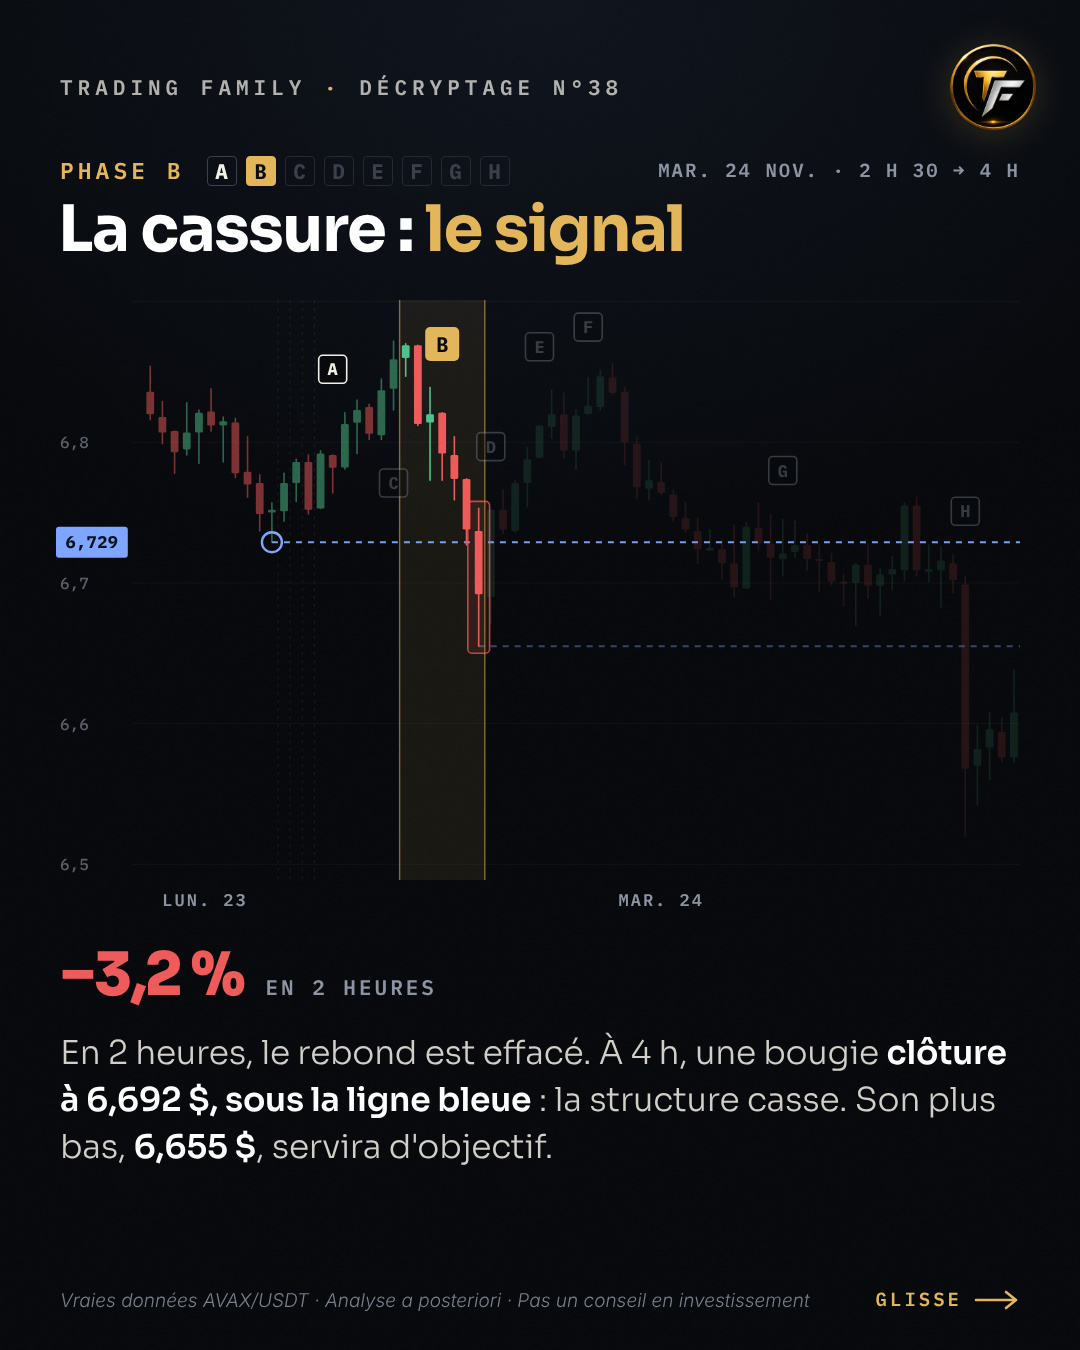 TRADING FAMILY · DÉCRYPTAGE N°38
TF
PHASE B A B C D E F G H
MAR. 24 NOV. · 2 H 30 → 4 H
La cassure : le signal
F
B
E
A
6,8
D
G
C
H
6,729
6,7
6,6
6,5
LUN. 23
MAR. 24
−3,2 % EN 2 HEURES
En 2 heures, le rebond est effacé. À 4 h, une bougie clôture
à 6,692 $, sous la ligne bleue : la structure casse. Son plus
bas, 6,655 $, servira d'objectif.
Vraies données AVAX/USDT · Analyse a posteriori · Pas un conseil en investissement
GLISSE →